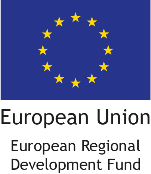 European Union
European Regional
Development Fund